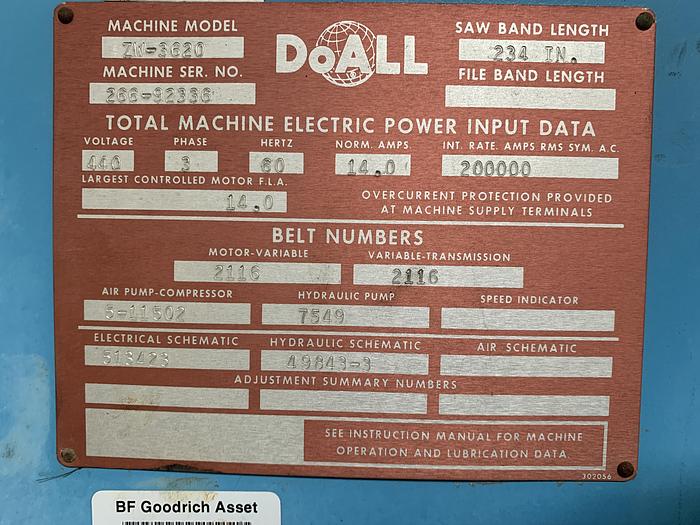 MACHINE MODEL
ZW-3620
DoALL
SAW BAND LENGTH
234 IN.
MACHINE SER. NO.
266-92336
FILE BAND LENGTH
TOTAL MACHINE ELECTRIC POWER INPUT DATA
VOLTAGE PHASE HERTZ NORM. AMPS INT. RATE. AMPS RMS SYM. A.C.
440 3 60 14.0 200000
LARGEST CONTROLLED MOTOR F.L.A.
14.0
OVERCURRENT PROTECTION PROVIDED
AT MACHINE SUPPLY TERMINALS
BELT NUMBERS
MOTOR-VARIABLE VARIABLE-TRANSMISSION
2116 2116
AIR PUMP-COMPRESSOR HYDRAULIC PUMP SPEED INDICATOR
5-11502 7549
ELECTRICAL SCHEMATIC HYDRAULIC SCHEMATIC AIR SCHEMATIC
513423 49843-3
ADJUSTMENT SUMMARY NUMBERS
SEE INSTRUCTION MANUAL FOR MACHINE
OPERATION AND LUBRICATION DATA.
302056
BF Goodrich Asset